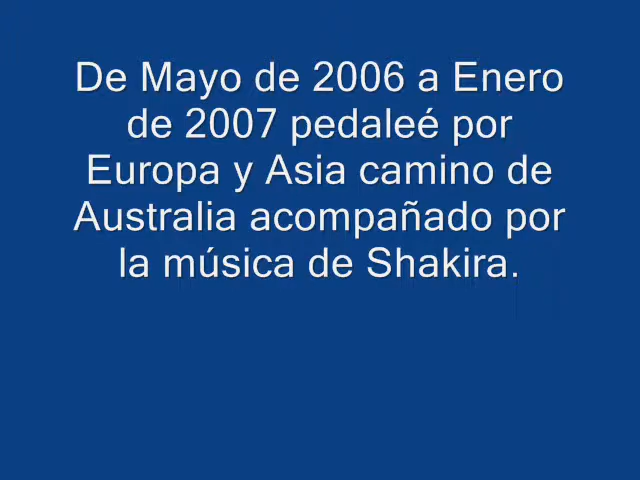 De Mayo de 2006 a Enero
de 2007 pedaleé por
Europa y Asia camino de
Australia acompañado por
la música de Shakira.